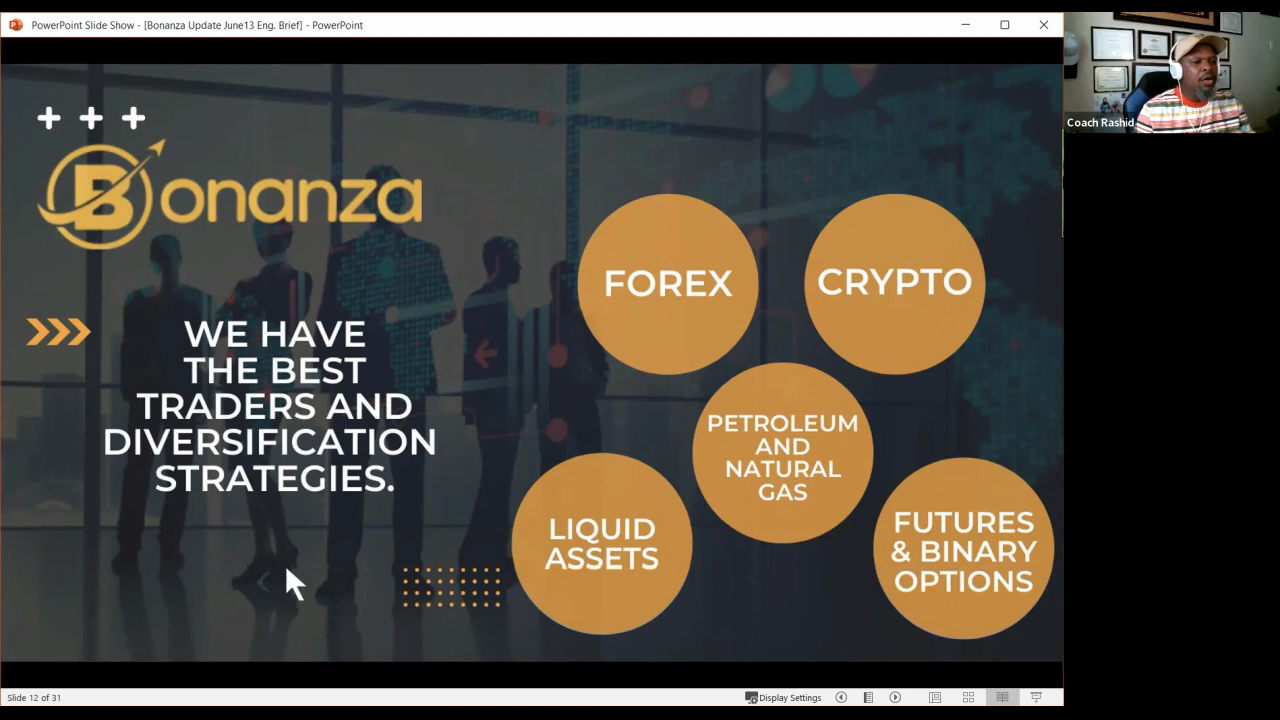 PowerPoint Slide Show - [Bonanza Update June13 Eng. Brief] - PowerPoint
Coach Rashid
Bonanza
WE HAVE
THE BEST
TRADERS AND
DIVERSIFICATION
STRATEGIES.
FOREX
CRYPTO
PETROLEUM
AND
NATURAL
GAS
LIQUID
ASSETS
FUTURES
& BINARY
OPTIONS
Slide 12 of 31
Display Settings